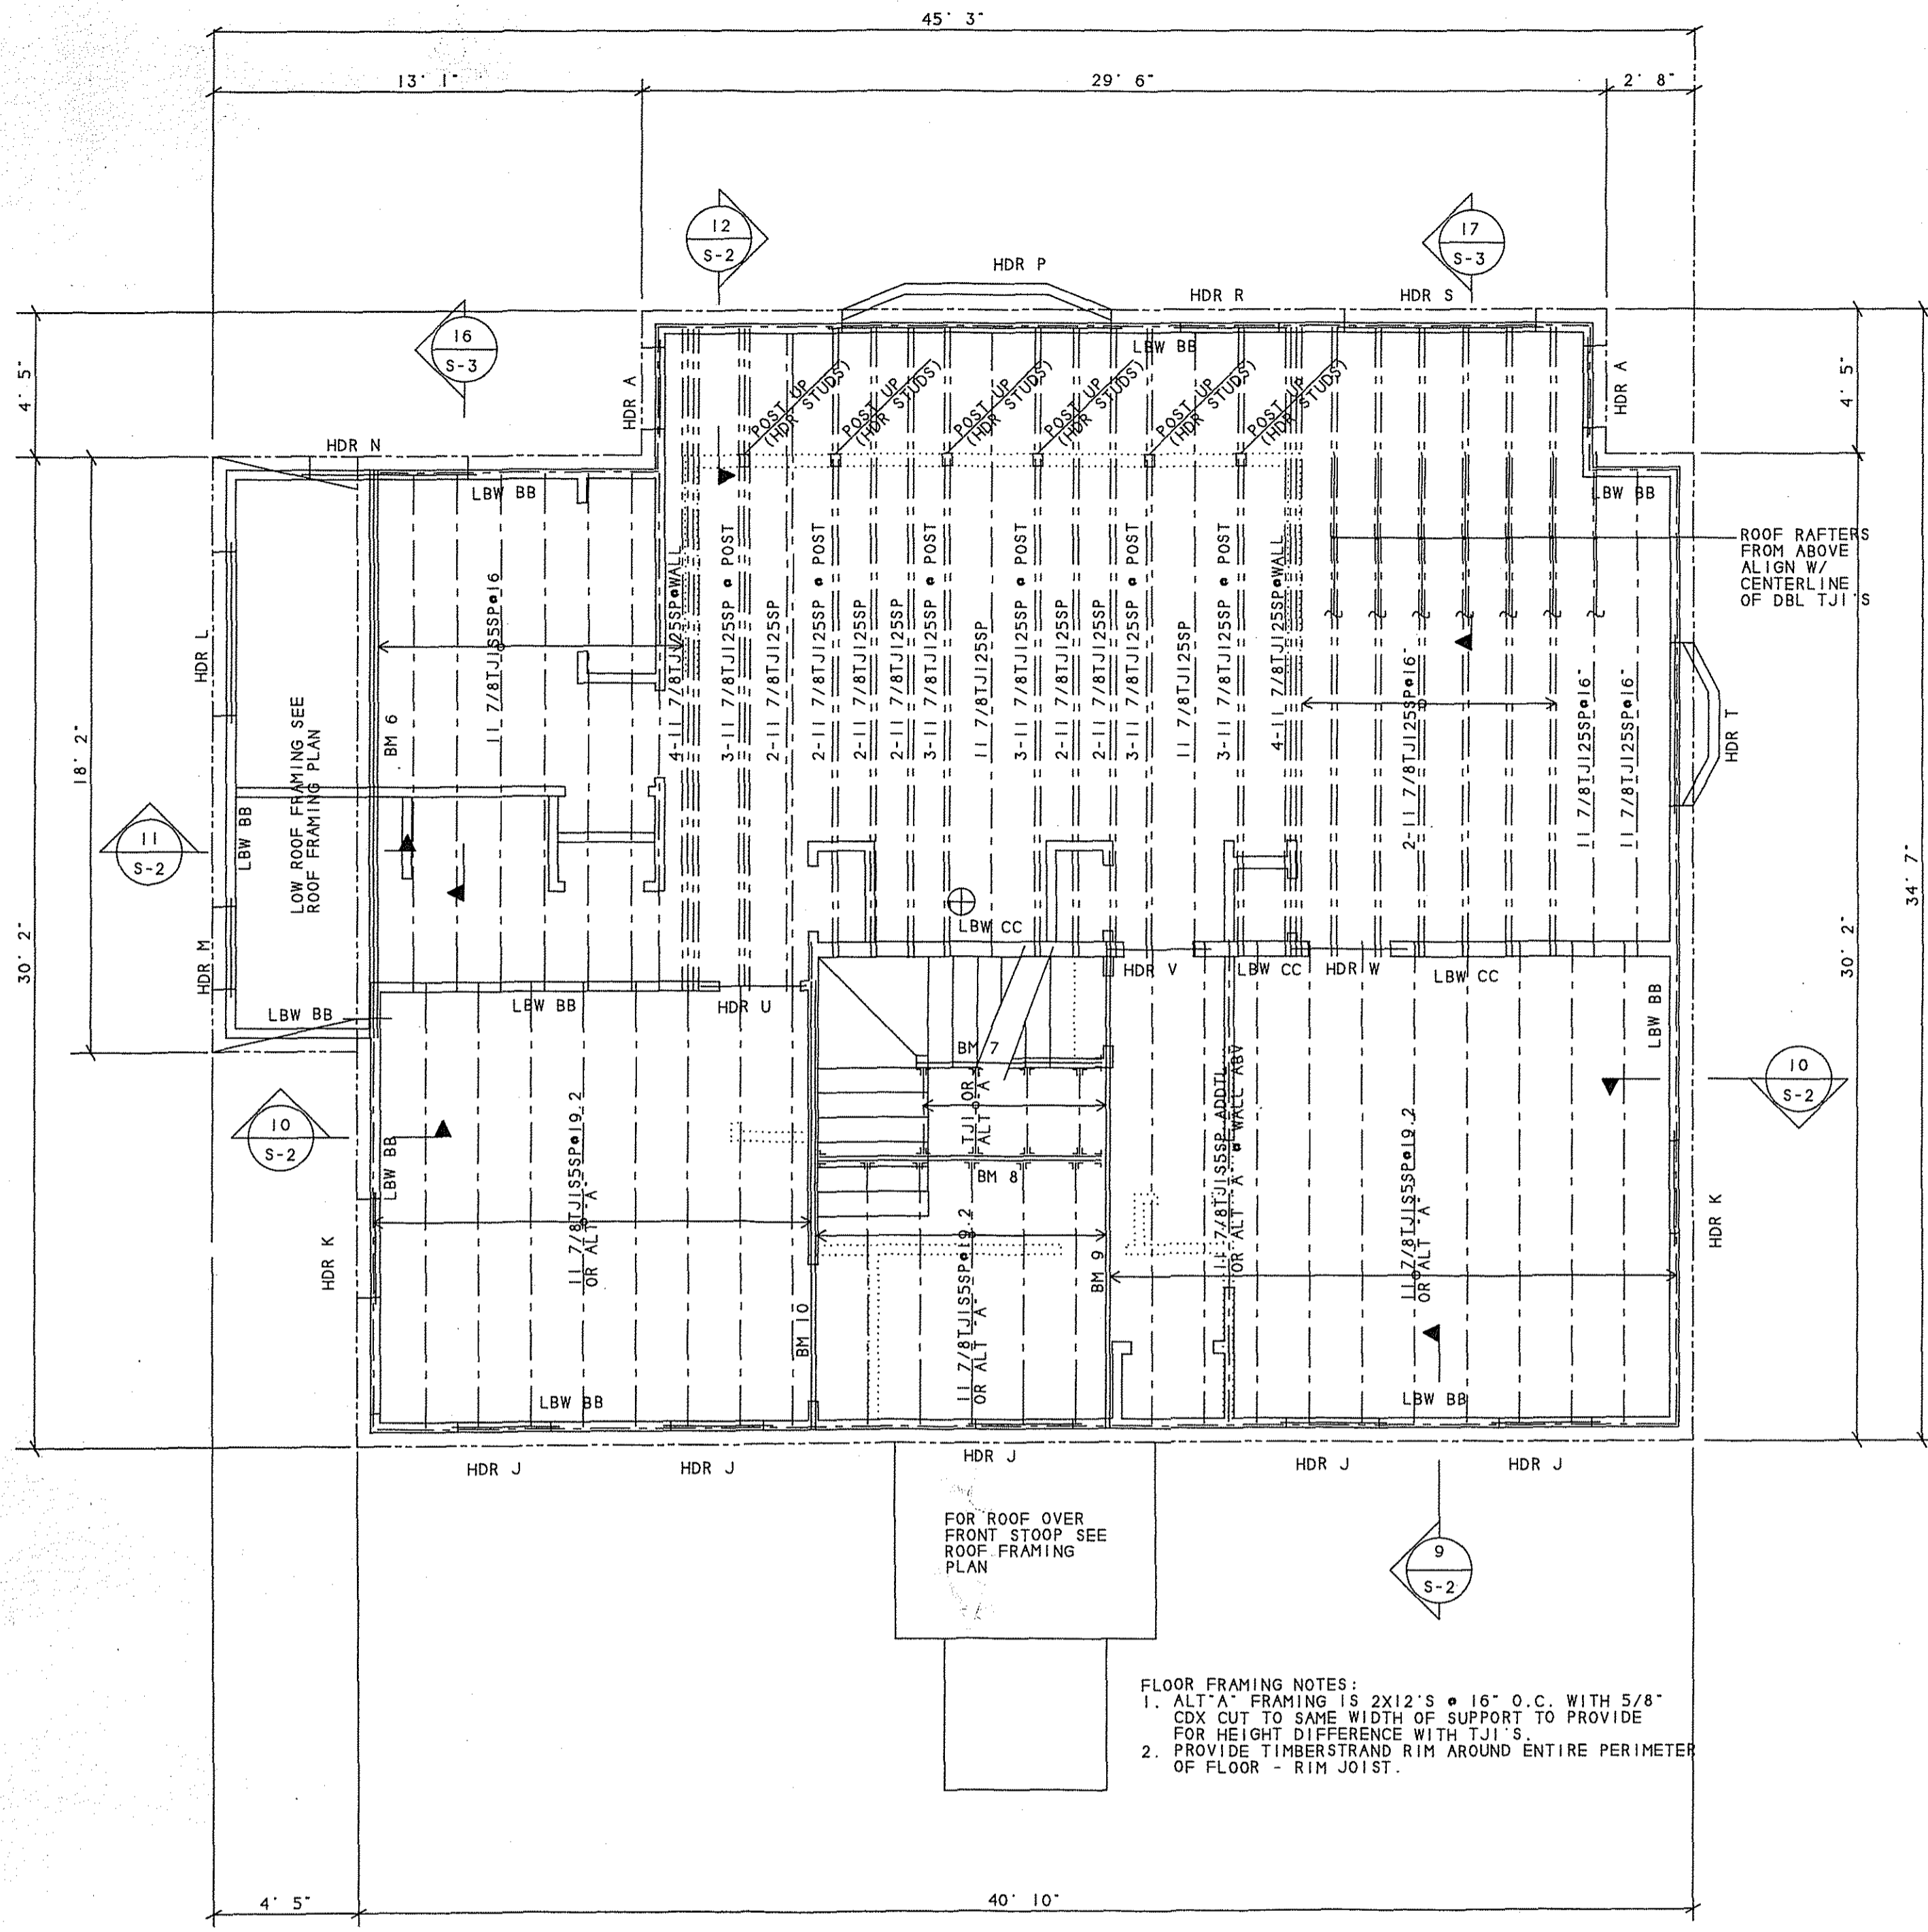 45' 3"
13' 1"
29' 6"
2' 8"
12
S-2
17
S-3
HDR P
HDR R
HDR S
16
S-3
4' 5"
HDR A
LBW BB
POST UP
(HDR STUDS)
POST UP
(HDR STUDS)
POST UP
(HDR STUDS)
POST UP
(HDR STUDS)
POST UP
(HDR STUDS)
POST UP
(HDR STUDS)
HDR A
4' 5"
HDR N
LBW BB
LBW BB
ROOF RAFTERS
FROM ABOVE
ALIGN W/
CENTERLINE
OF DBL TJI'S
HDR L
18' 2"
30' 2"
LOW ROOF FRAMING SEE
ROOF FRAMING PLAN
BM 6
11 7/8TJIS5SP@16
4-11 7/8TJI25SP@WALL
3-11 7/8TJI25SP @ POST
2-11 7/8TJI25SP
2-11 7/8TJI25SP @ POST
2-11 7/8TJI25SP
2-11 7/8TJI25SP
3-11 7/8TJI25SP @ POST
11 7/8TJI25SP
3-11 7/8TJI25SP @ POST
2-11 7/8TJI25SP
2-11 7/8TJI25SP
3-11 7/8TJI25SP @ POST
11 7/8TJI25SP
3-11 7/8TJI25SP @ POST
4-11 7/8TJI25SP@WALL
2-11 7/8TJI25SP@16"
11 7/8TJI25SP@16"
11 7/8TJI25SP@16"
HDR T
34' 7"
30' 2"
11
S-2
LBW BB
HDR M
LBW BB
LBW BB
HDR U
LBW CC
HDR V
LBW CC
HDR W
LBW CC
LBW BB
10
S-2
LBW BB
HDR K
11 7/8TJIS5SP@19.2
OR ALT "A"
BM 7
TJI OR
ALT "A"
BM 8
BM 10
11 7/8TJIS5SP@19.2
OR ALT "A"
BM 9
11 7/8TJIS5SP ADDTL
OR ALT "A" @ WALL ABV
11 7/8TJIS5SP@19.2
OR ALT "A"
10
S-2
HDR K
LBW BB
LBW BB
HDR J
HDR J
HDR J
HDR J
HDR J
FOR ROOF OVER
FRONT STOOP SEE
ROOF FRAMING
PLAN
9
S-2
FLOOR FRAMING NOTES:
1. ALT"A" FRAMING IS 2X12'S @ 16" O.C. WITH 5/8"
CDX CUT TO SAME WIDTH OF SUPPORT TO PROVIDE
FOR HEIGHT DIFFERENCE WITH TJI'S.
2. PROVIDE TIMBERSTRAND RIM AROUND ENTIRE PERIMETER
OF FLOOR - RIM JOIST.
4' 5"
40' 10"